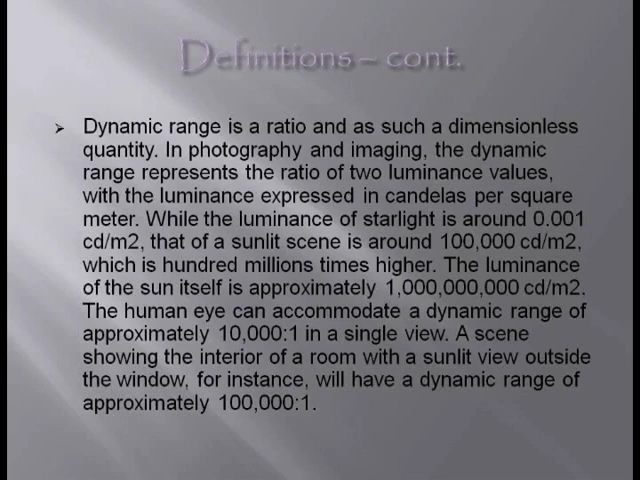 Definitions – cont.
Dynamic range is a ratio and as such a dimensionless
quantity. In photography and imaging, the dynamic
range represents the ratio of two luminance values,
with the luminance expressed in candelas per square
meter. While the luminance of starlight is around 0.001
cd/m2, that of a sunlit scene is around 100,000 cd/m2,
which is hundred millions times higher. The luminance
of the sun itself is approximately 1,000,000,000 cd/m2.
The human eye can accommodate a dynamic range of
approximately 10,000:1 in a single view. A scene
showing the interior of a room with a sunlit view outside
the window, for instance, will have a dynamic range of
approximately 100,000:1.